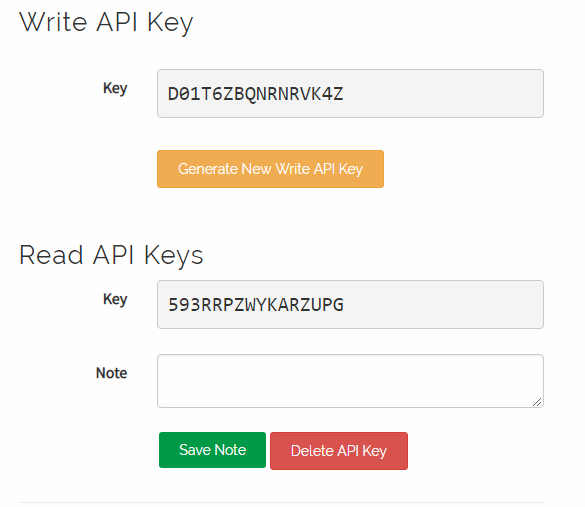 Write API Key
Key
D01T6ZBQNRNRVK4Z
Generate New Write API Key
Read API Keys
Key
593RRPZWYKARZUPG
Note
Save Note
Delete API Key